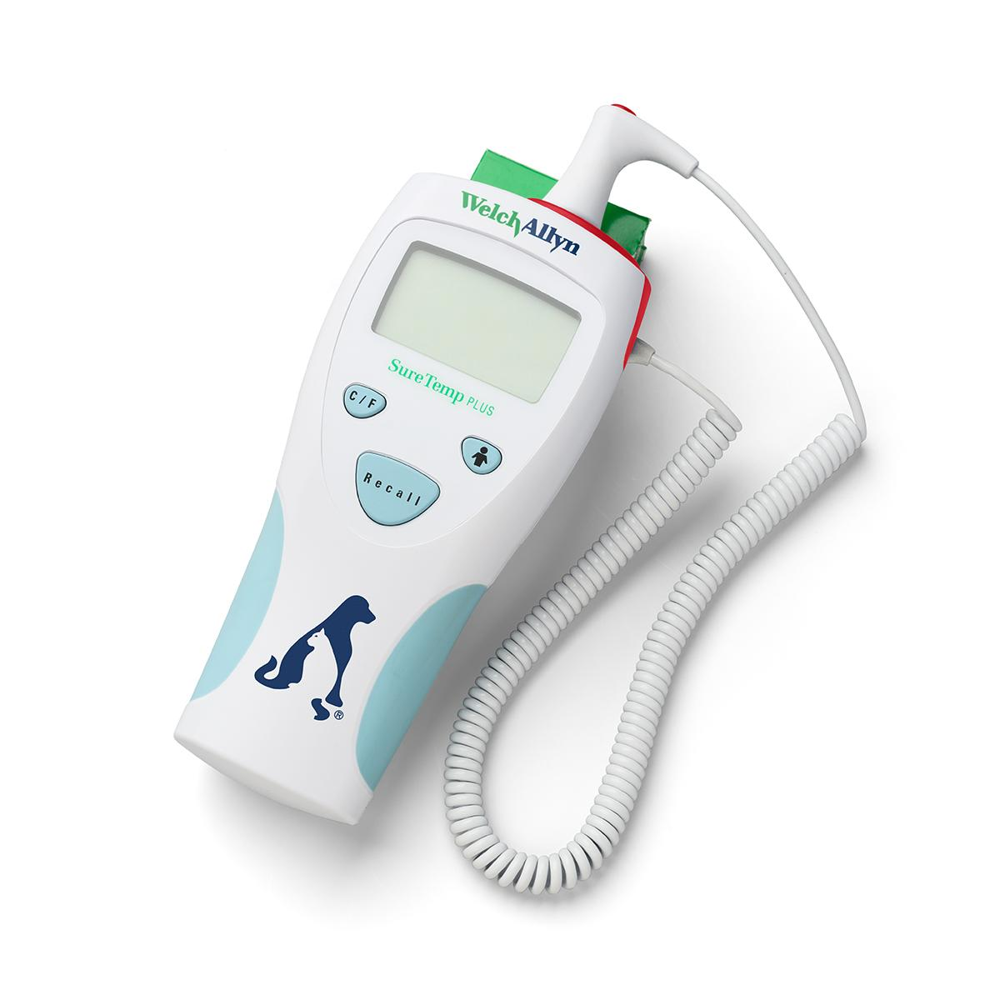 WelchAllyn
SureTemp PLUS
C/F
Recall
®